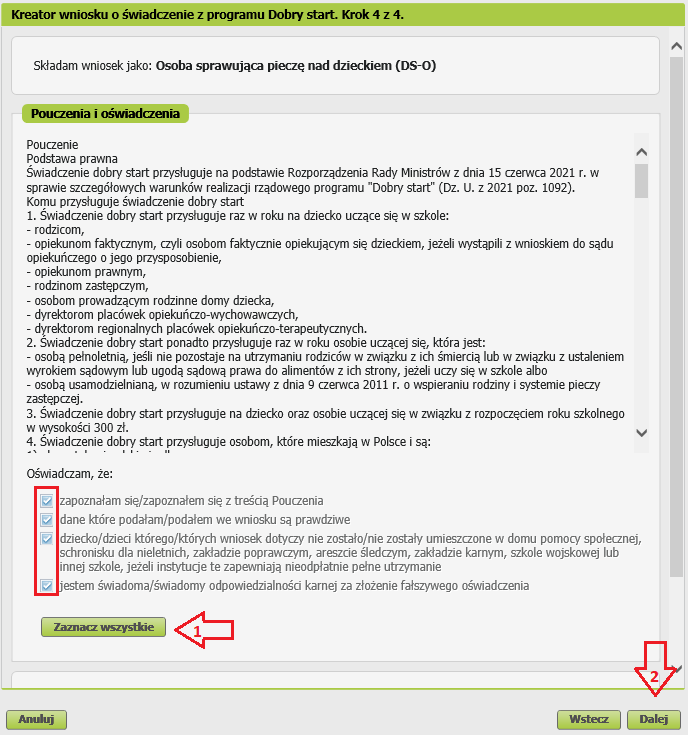 Kreator wniosku o świadczenie z programu Dobry start. Krok 4 z 4.
Składam wniosek jako: Osoba sprawująca pieczę nad dzieckiem (DS-O)
Pouczenia i oświadczenia
Pouczenie
Podstawa prawna
Świadczenie dobry start przysługuje na podstawie Rozporządzenia Rady Ministrów z dnia 15 czerwca 2021 r. w
sprawie szczegółowych warunków realizacji rządowego programu "Dobry start" (Dz. U. z 2021 poz. 1092).
Komu przysługuje świadczenie dobry start
1. Świadczenie dobry start przysługuje raz w roku na dziecko uczące się w szkole:
- rodzicom,
- opiekunom faktycznym, czyli osobom faktycznie opiekującym się dzieckiem, jeżeli wystąpili z wnioskiem do sądu
opiekuńczego o jego przysposobienie,
- opiekunom prawnym,
- rodzinom zastępczym,
- osobom prowadzącym rodzinne domy dziecka,
- dyrektorom placówek opiekuńczo-wychowawczych,
- dyrektorom regionalnych placówek opiekuńczo-terapeutycznych.
2. Świadczenie dobry start ponadto przysługuje raz w roku osobie uczącej się, która jest:
- osobą pełnoletnią, jeśli nie pozostaje na utrzymaniu rodziców w związku z ich śmiercią lub w związku z ustaleniem
wyrokiem sądowym lub ugodą sądową prawa do alimentów z ich strony, jeżeli uczy się w szkole albo
- osobą usamodzielnianą, w rozumieniu ustawy z dnia 9 czerwca 2011 r. o wspieraniu rodziny i systemie pieczy
zastępczej.
3. Świadczenie dobry start przysługuje na dziecko oraz osobie uczącej się w związku z rozpoczęciem roku szkolnego
w wysokości 300 zł.
4. Świadczenie dobry start przysługuje osobom, które mieszkają w Polsce i są:
Oświadczam, że:
zapoznałam się/zapoznałem się z treścią Pouczenia
dane które podałam/podałem we wniosku są prawdziwe
dziecko/dzieci którego/których wniosek dotyczy nie zostało/nie zostały umieszczone w domu pomocy społecznej,
schronisku dla nieletnich, zakładzie poprawczym, areszcie śledczym, zakładzie karnym, szkole wojskowej lub
innej szkole, jeżeli instytucje te zapewniają nieodpłatnie pełne utrzymanie
jestem świadoma/świadomy odpowiedzialności karnej za złożenie fałszywego oświadczenia
Zaznacz wszystkie
1
2
Anuluj
Wstecz
Dalej